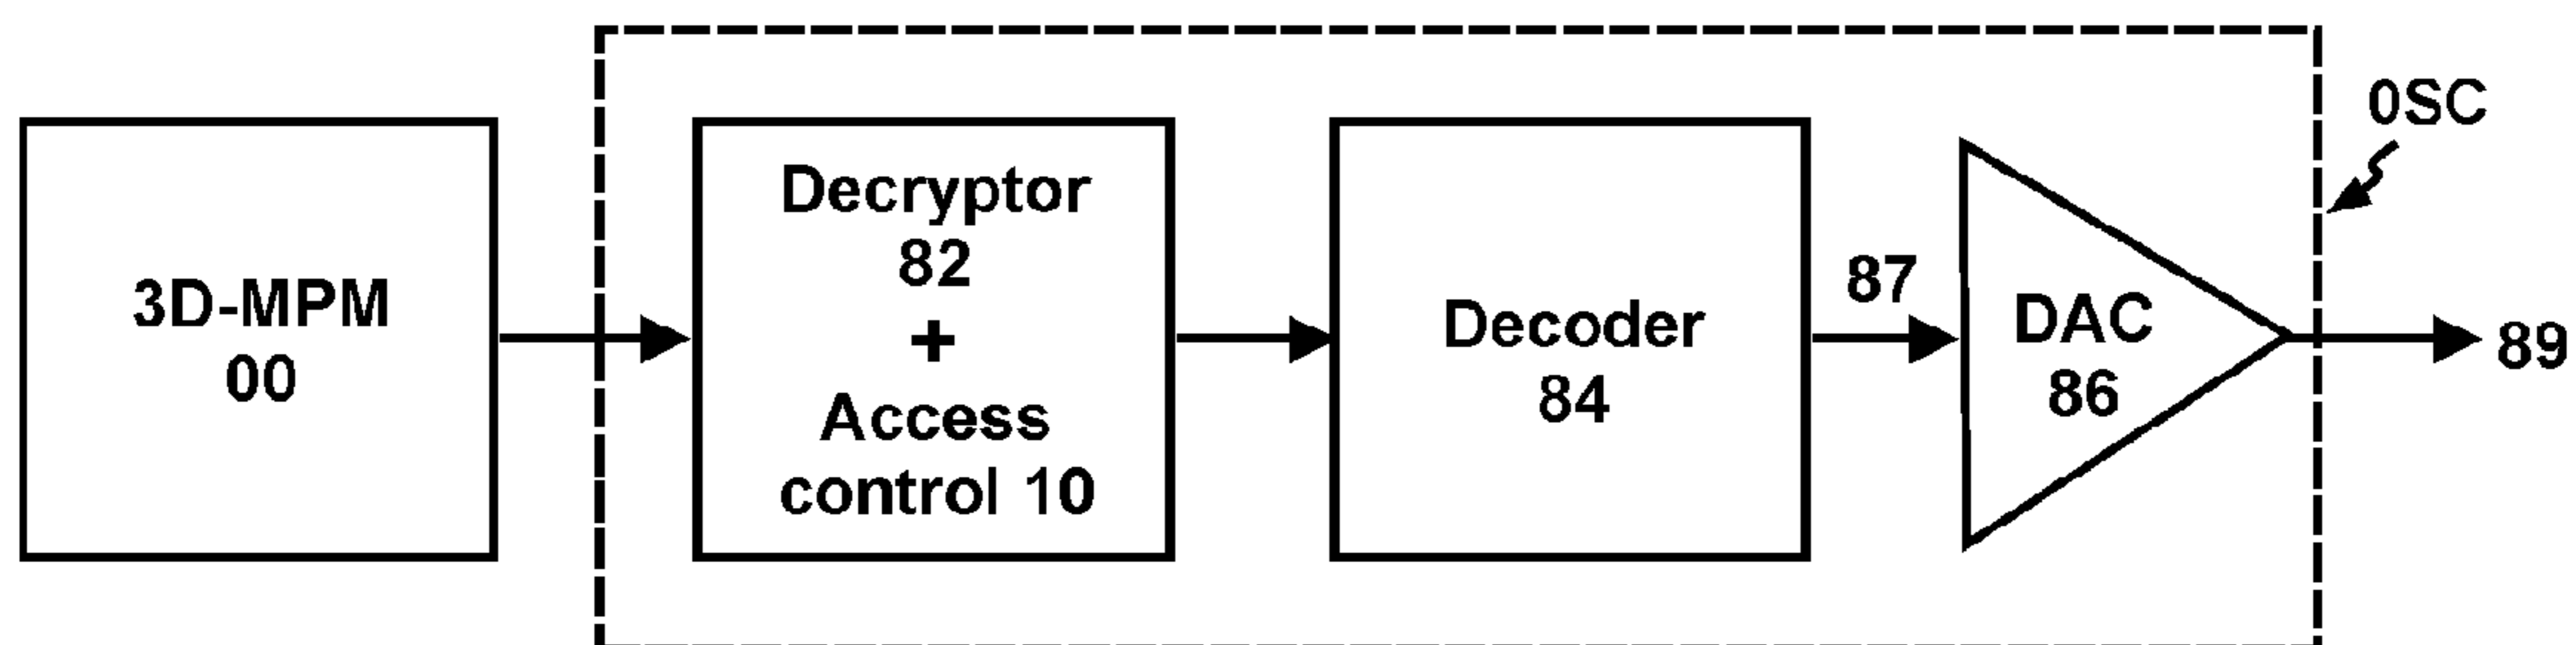 3D-MPM
00
Decryptor
82
+
Access
control 10
Decoder
84
87
DAC
86
0SC
89